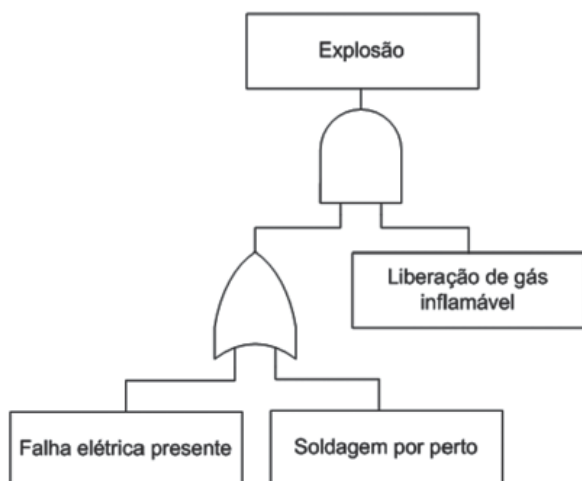 Explosão
Liberação de gás
inflamável
Falha elétrica presente
Soldagem por perto